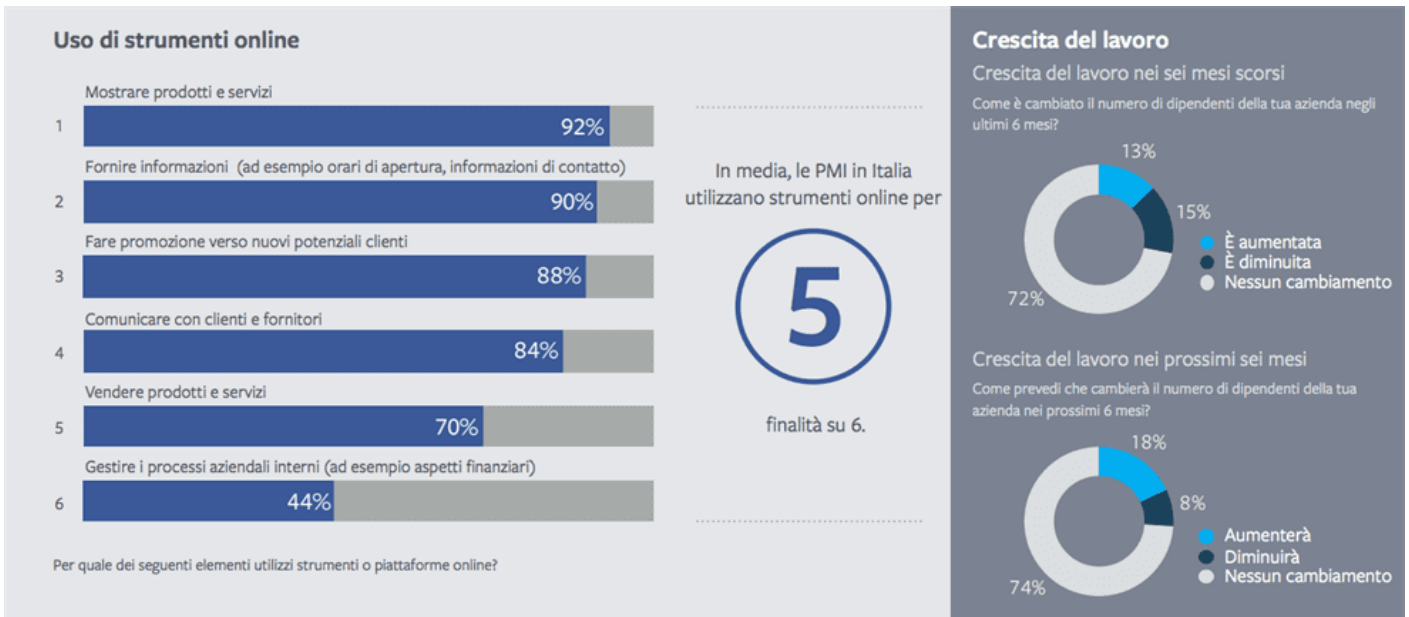 Uso di strumenti online
Mostrare prodotti e servizi
1
92%
Fornire informazioni (ad esempio orari di apertura, informazioni di contatto)
2
90%
Fare promozione verso nuovi potenziali clienti
3
88%
Comunicare con clienti e fornitori
4
84%
Vendere prodotti e servizi
5
70%
Gestire i processi aziendali interni (ad esempio aspetti finanziari)
6
44%
Per quale dei seguenti elementi utilizzi strumenti o piattaforme online?
In media, le PMI in Italia
utilizzano strumenti online per
5
finalità su 6.
Crescita del lavoro
Crescita del lavoro nei sei mesi scorsi
Come è cambiato il numero di dipendenti della tua azienda negli
ultimi 6 mesi?
13%
15%
72%
È aumentata
È diminuita
Nessun cambiamento
Crescita del lavoro nei prossimi sei mesi
Come prevedi che cambierà il numero di dipendenti della tua
azienda nei prossimi 6 mesi?
18%
8%
74%
Aumenterà
Diminuirà
Nessun cambiamento